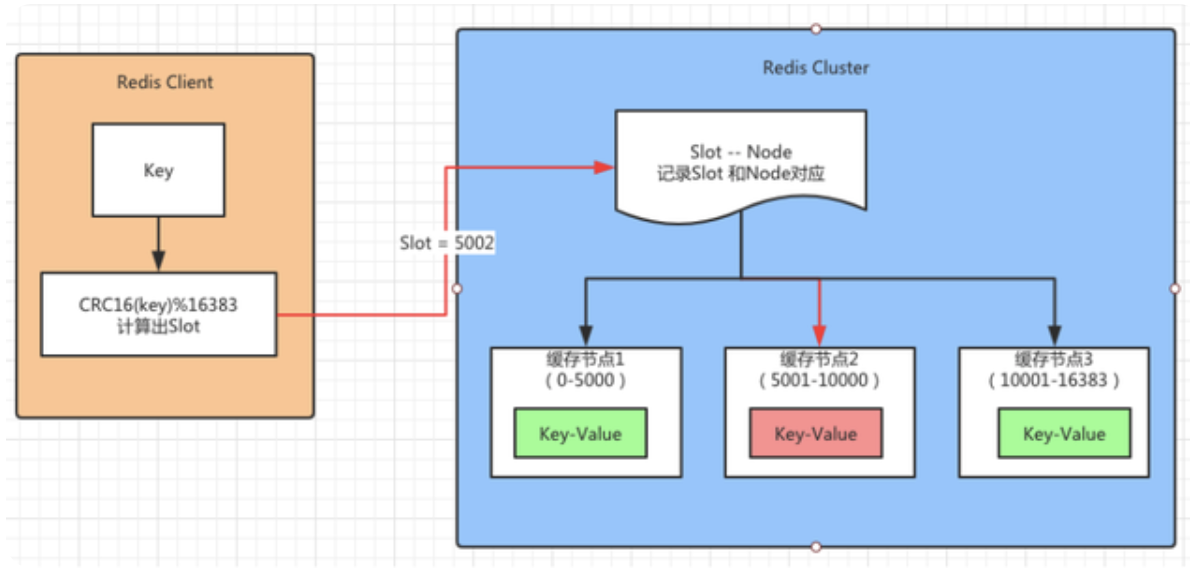 Redis Client
Key
CRC16(key)%16383
计算出Slot
Slot = 5002
Redis Cluster
Slot -- Node
记录Slot 和Node对应
缓存节点1
( 0-5000 )
Key-Value
缓存节点2
( 5001-10000 )
Key-Value
缓存节点3
( 10001-16383 )
Key-Value